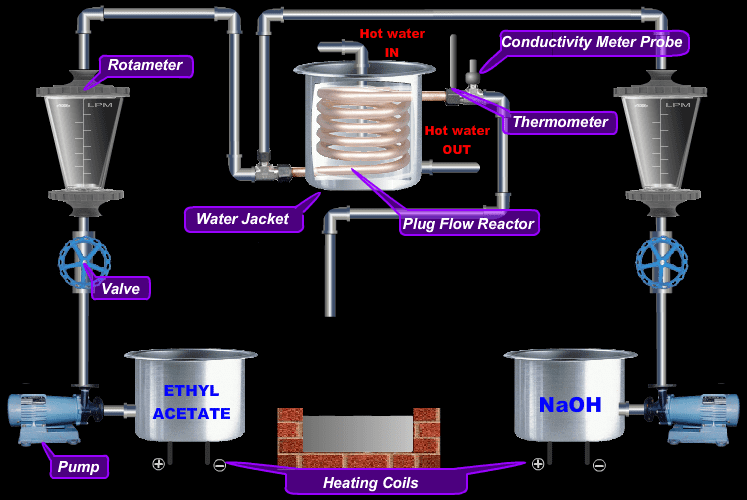 Hot water
IN
Conductivity Meter Probe
Rotameter
LPM
LPM
Thermometer
Hot water
OUT
Water Jacket
Plug Flow Reactor
Valve
ETHYL
ACETATE
NaOH
Pump
+
−
Heating Coils
+
−